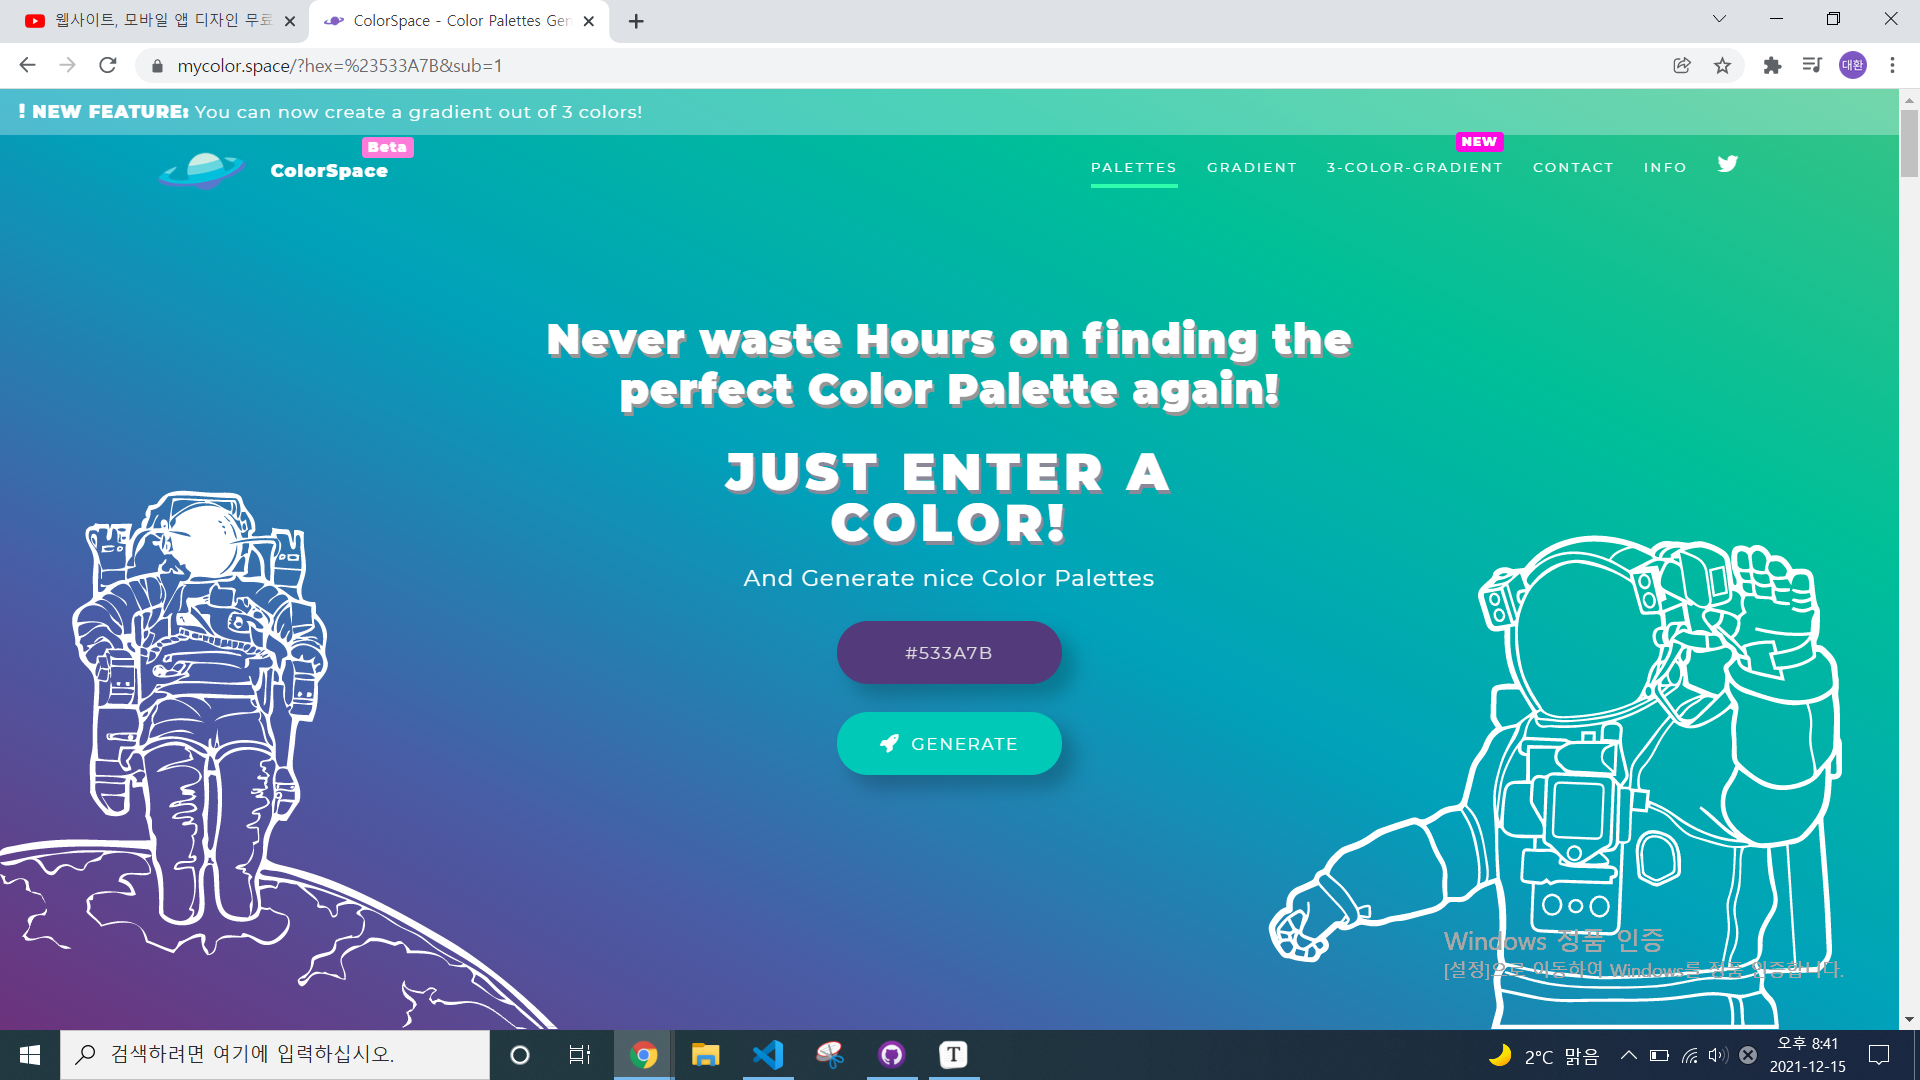 웹사이트, 모바일 앱 디자인 무료
ColorSpace - Color Palettes Gen
mycolor.space/?hex=%23533A7B&sub=1
대환
! NEW FEATURE: You can now create a gradient out of 3 colors!
Beta
ColorSpace
NEW
PALETTES
GRADIENT
3-COLOR-GRADIENT
CONTACT
INFO
Never waste Hours on finding the
perfect Color Palette again!
JUST ENTER A
COLOR!
And Generate nice Color Palettes
#533A7B
GENERATE
Windows 정품 인증
[설정]으로 이동하여 Windows를 정품 인증합니다.
검색하려면 여기에 입력하십시오.
T
2°C 맑음
오후 8:41
2021-12-15